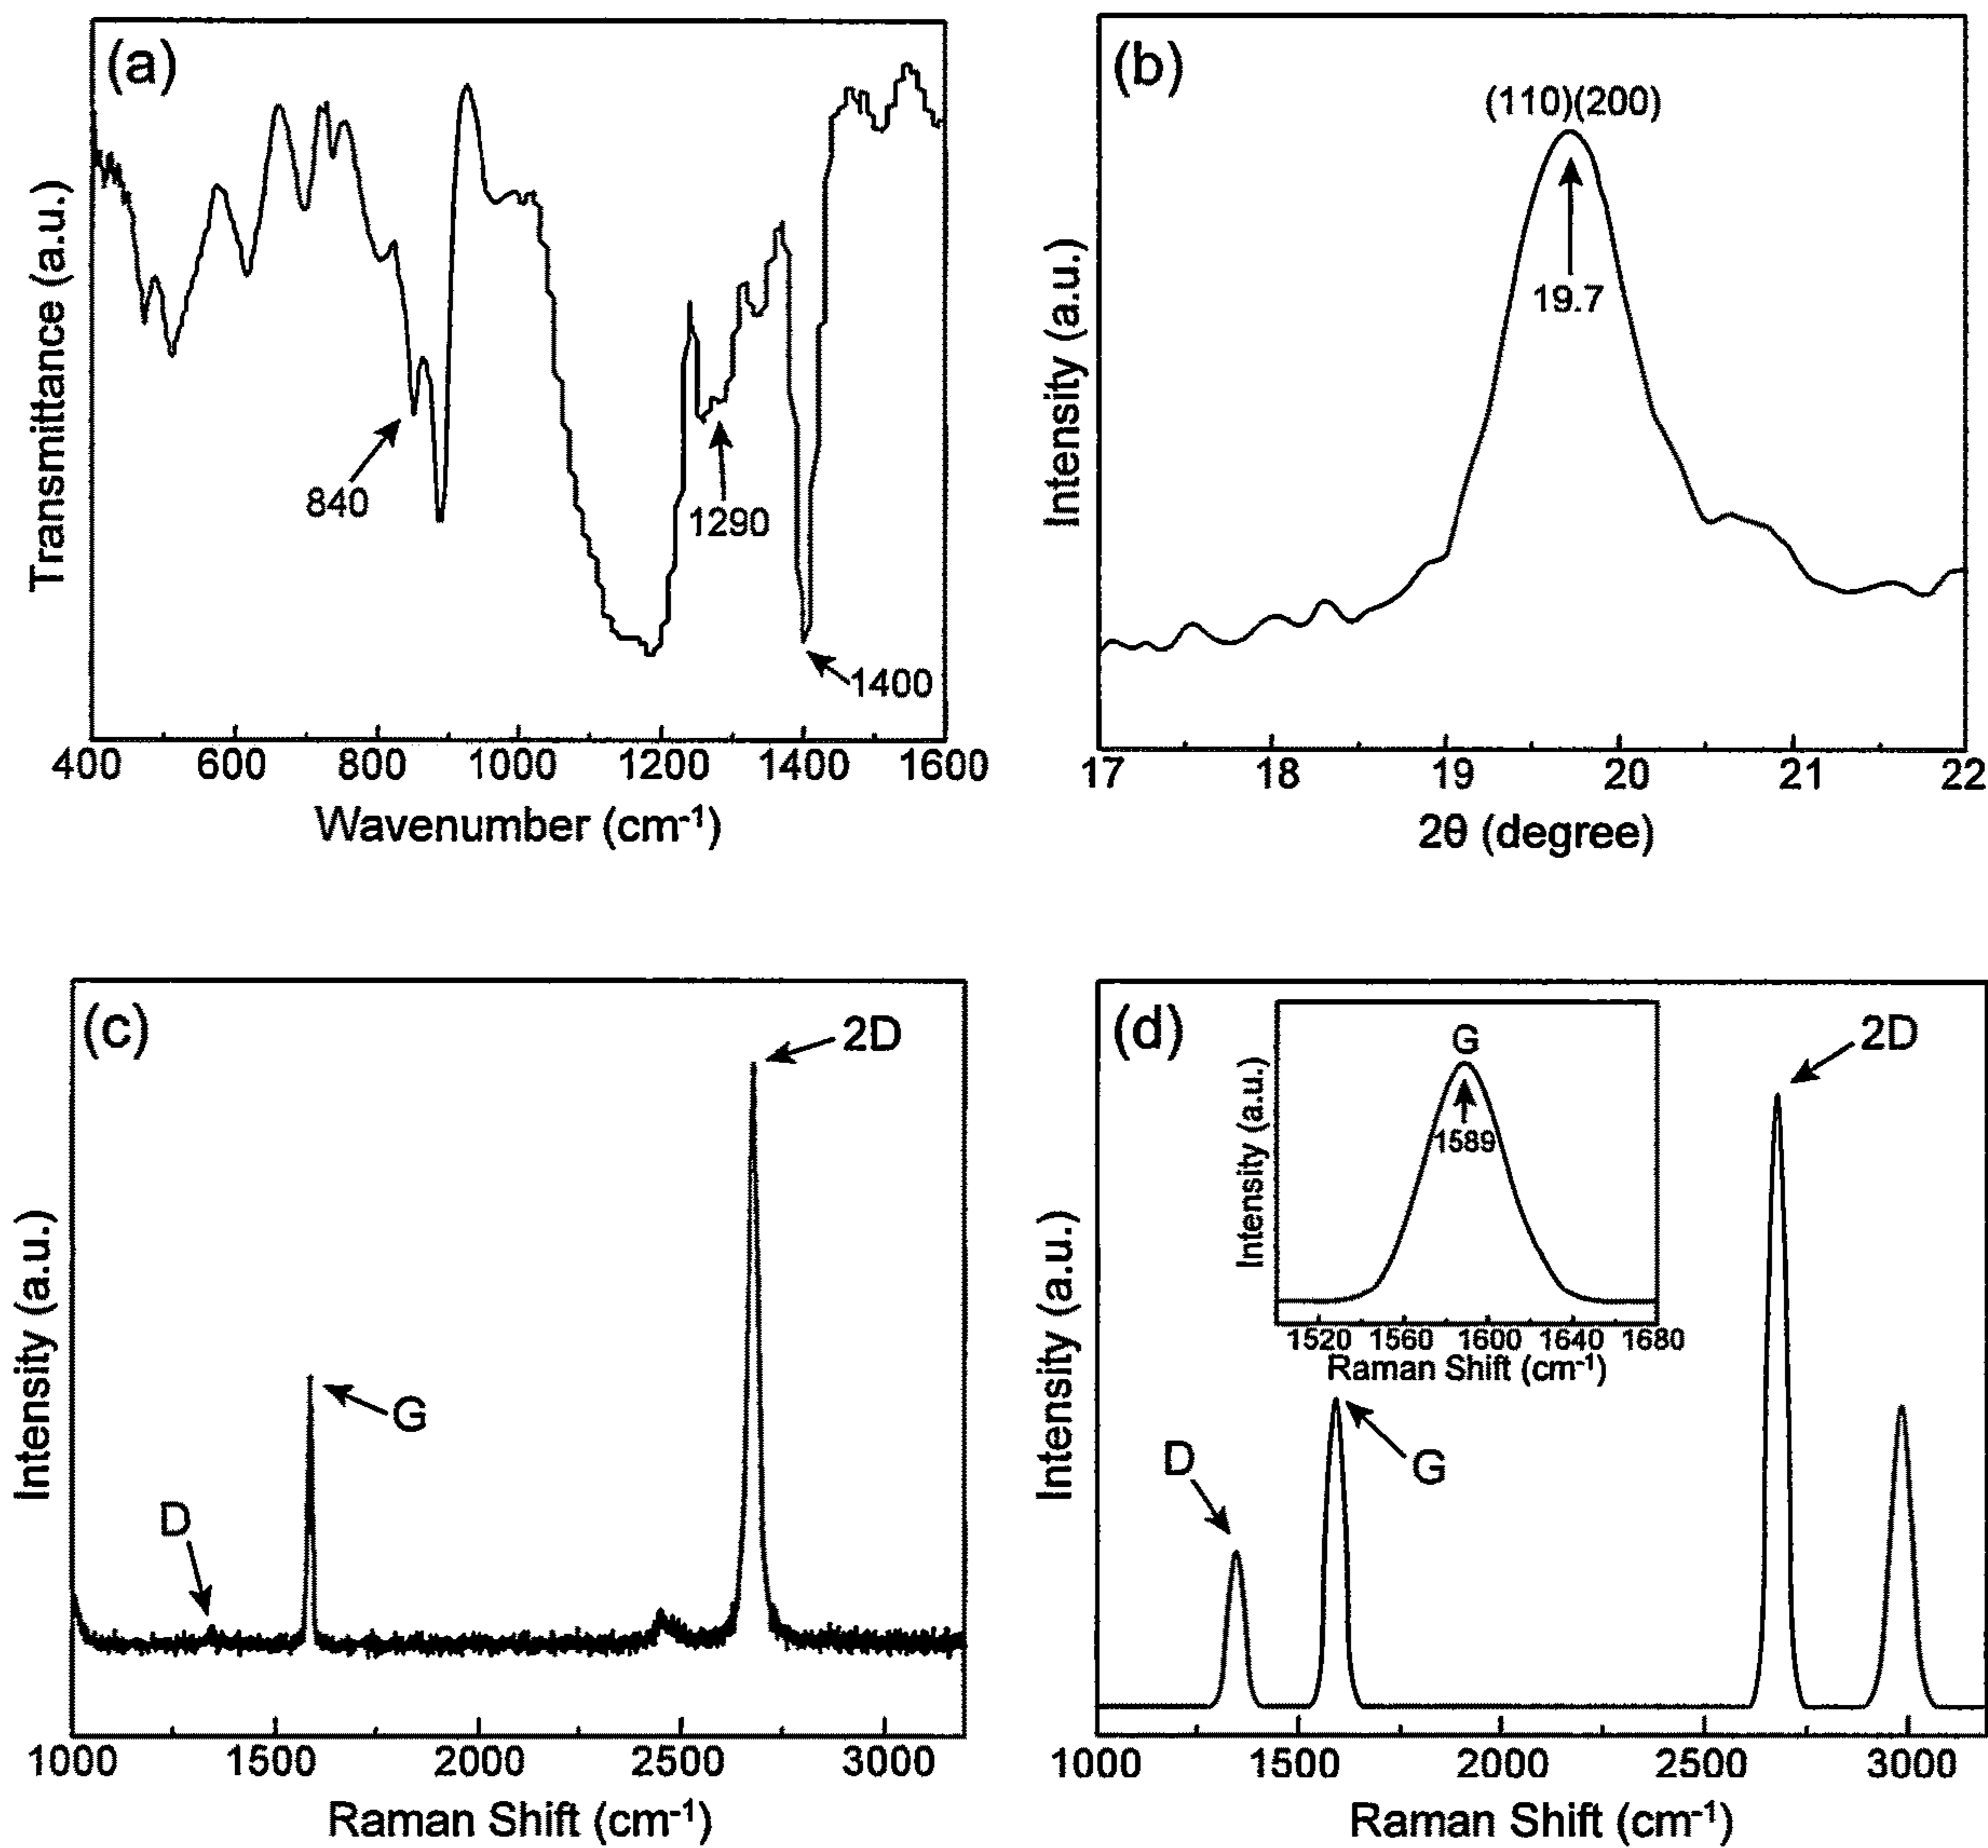 (a)
Transmittance (a.u.)
840
1290
1400
400 600 800 1000 1200 1400 1600
Wavenumber (cm⁻¹)
(b)
(110)(200)
19.7
Intensity (a.u.)
17 18 19 20 21 22
2θ (degree)
(c)
2D
G
D
Intensity (a.u.)
1000 1500 2000 2500 3000
Raman Shift (cm⁻¹)
(d)
G
1589
Intensity (a.u.)
1520 1560 1600 1640 1680
Raman Shift (cm⁻¹)
2D
D
G
Intensity (a.u.)
1000 1500 2000 2500 3000
Raman Shift (cm⁻¹)